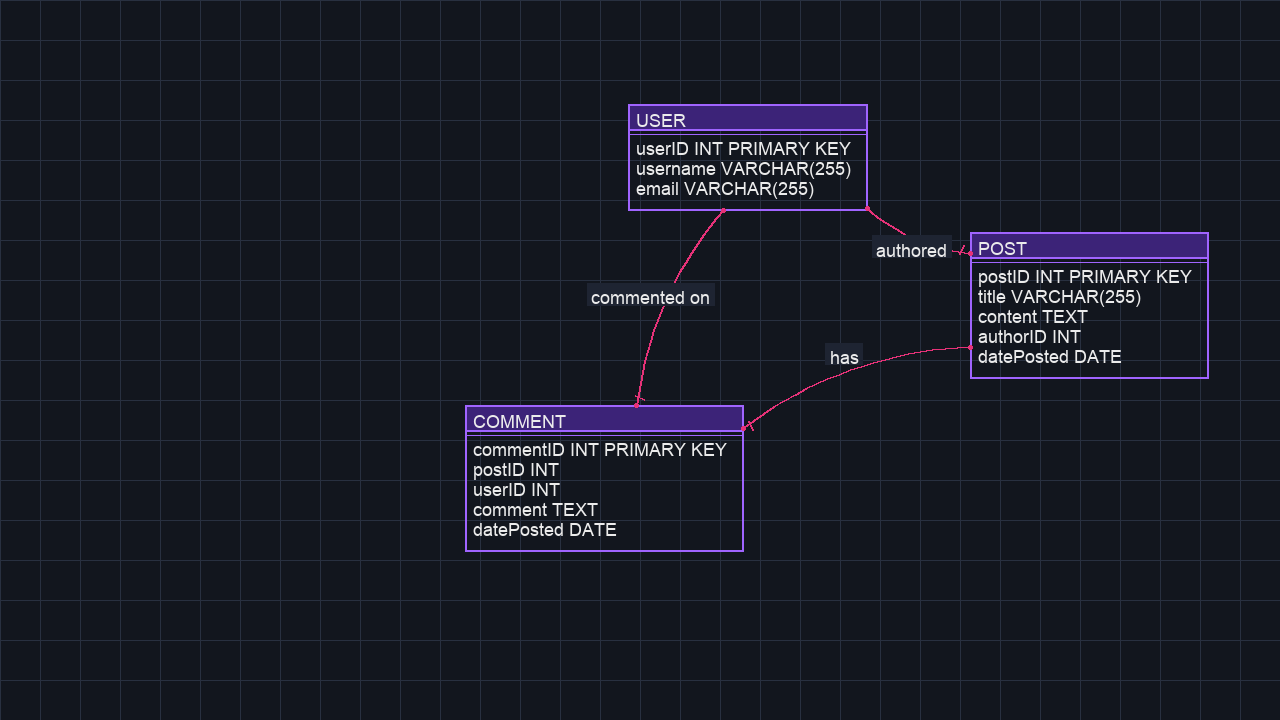 USER
userID INT PRIMARY KEY
username VARCHAR(255)
email VARCHAR(255)
authored
POST
postID INT PRIMARY KEY
title VARCHAR(255)
content TEXT
authorID INT
datePosted DATE
commented on
has
COMMENT
commentID INT PRIMARY KEY
postID INT
userID INT
comment TEXT
datePosted DATE